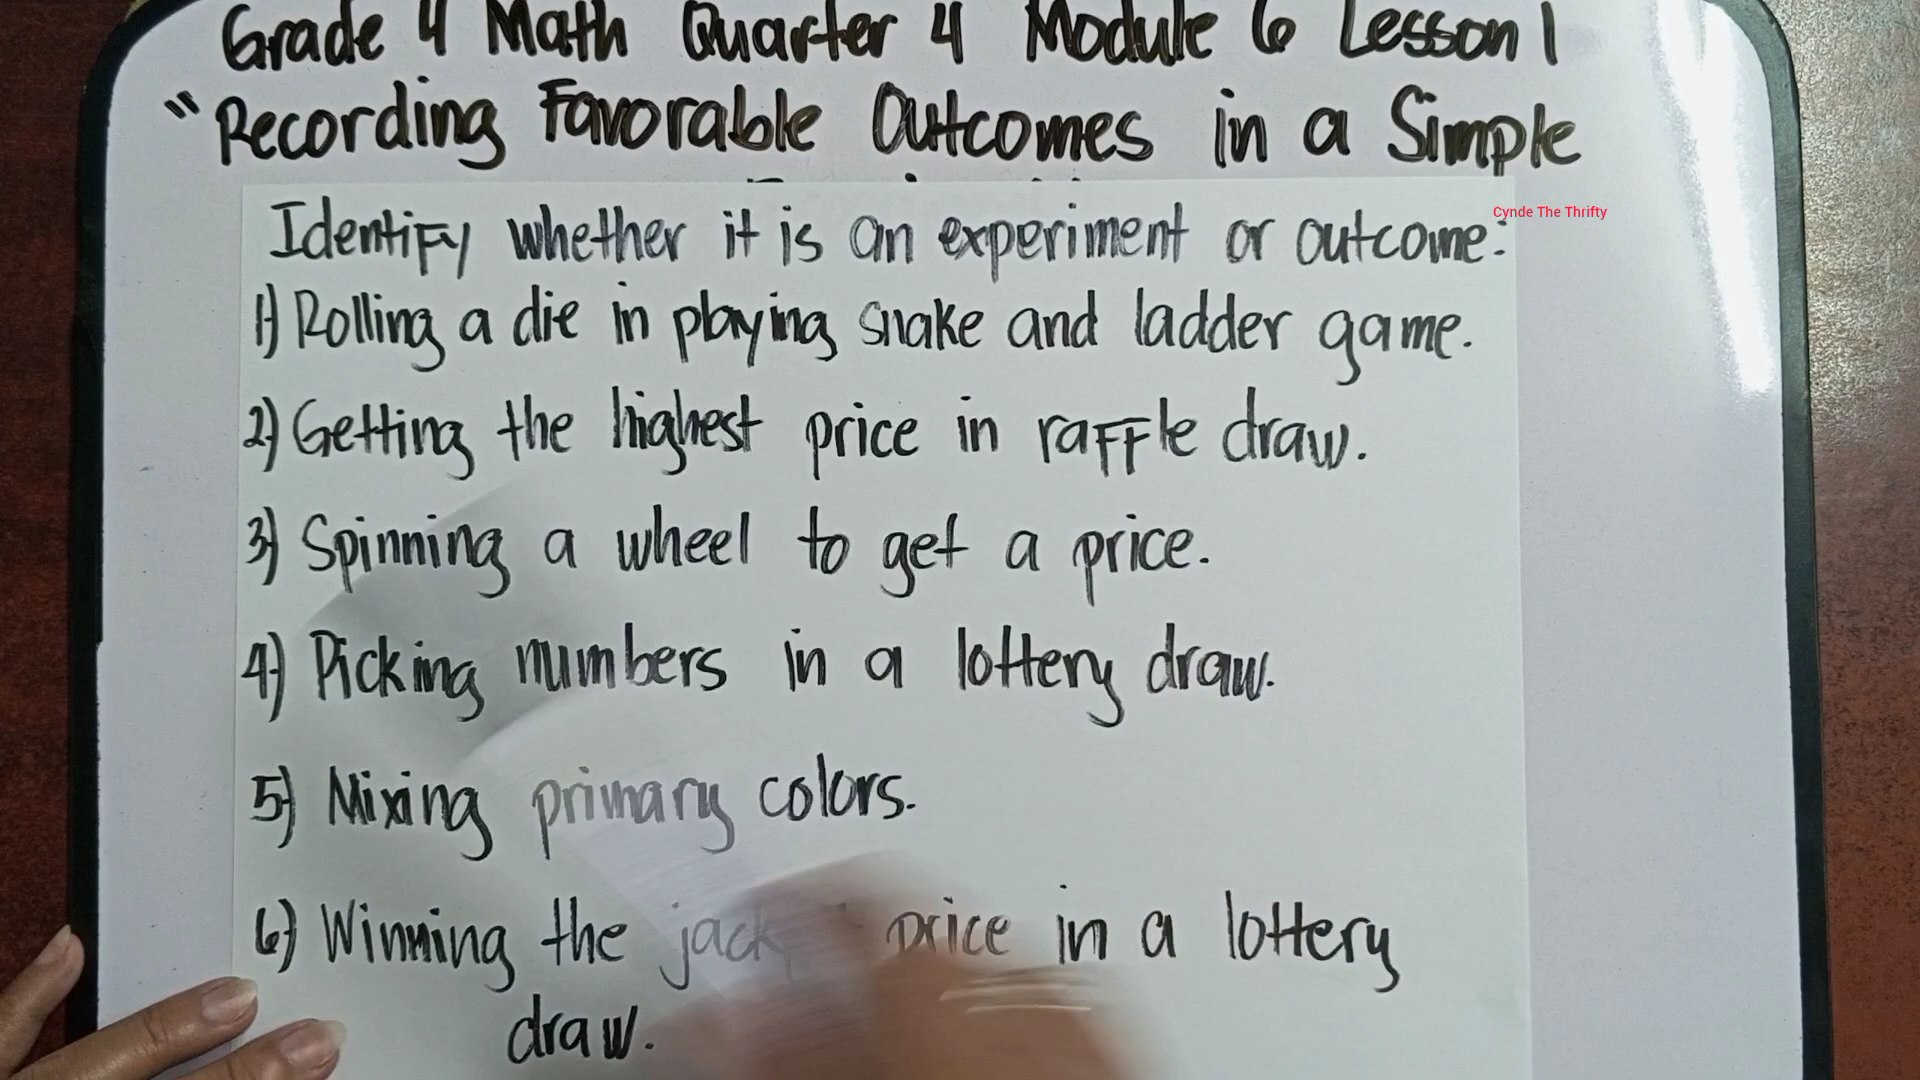 Grade 4 Math Quarter 4 Module 6 Lesson 1
"Recording Favorable Outcomes in a Simple
Cynde The Thrifty
Identify whether it is an experiment or outcome:
1) Rolling a die in playing snake and ladder game.
2) Getting the highest price in raffle draw.
3) Spinning a wheel to get a price.
4) Picking numbers in a lottery draw.
5) Mixing primary colors.
6) Winning the price in a lottery
draw.